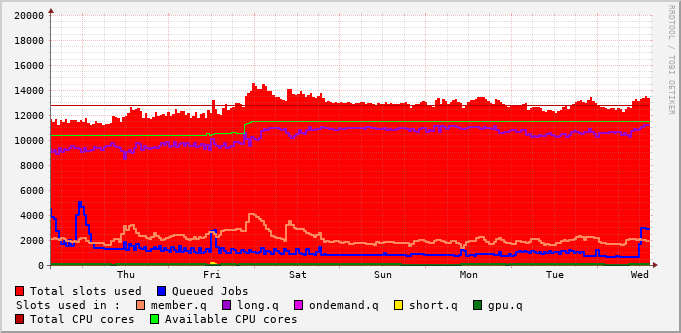 20000
18000
16000
14000
12000
10000
8000
6000
4000
2000
0
Thu Fri Sat Sun Mon Tue Wed
Total slots used Queued Jobs
Slots used in : member.q long.q ondemand.q short.q gpu.q
Total CPU cores Available CPU cores
RRDTOOL / TOBI OETIKER